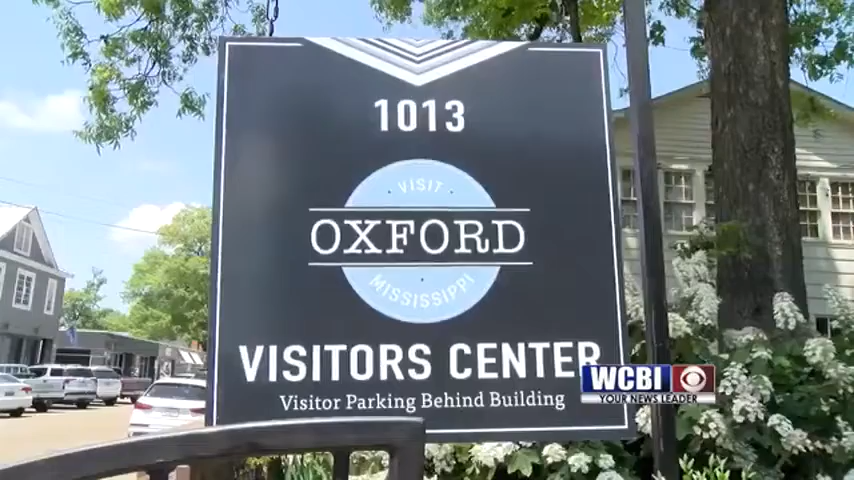 1013
· VISIT ·
OXFORD
MISSISSIPPI
VISITORS CENTER
Visitor Parking Behind Building
WCBI
YOUR NEWS LEADER